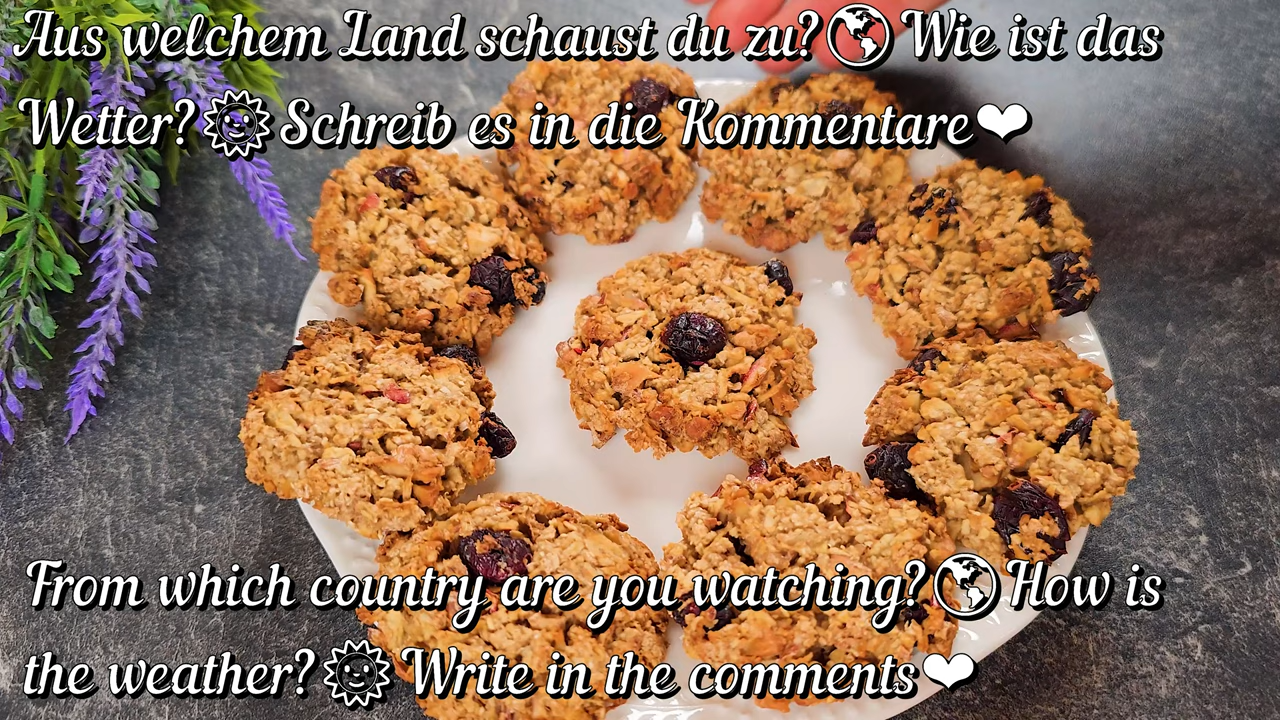 Aus welchem Land schaust du zu?🌎Wie ist das
Wetter?🌞Schreib es in die Kommentare❤
From which country are you watching?🌎How is
the weather?🌞Write in the comments❤